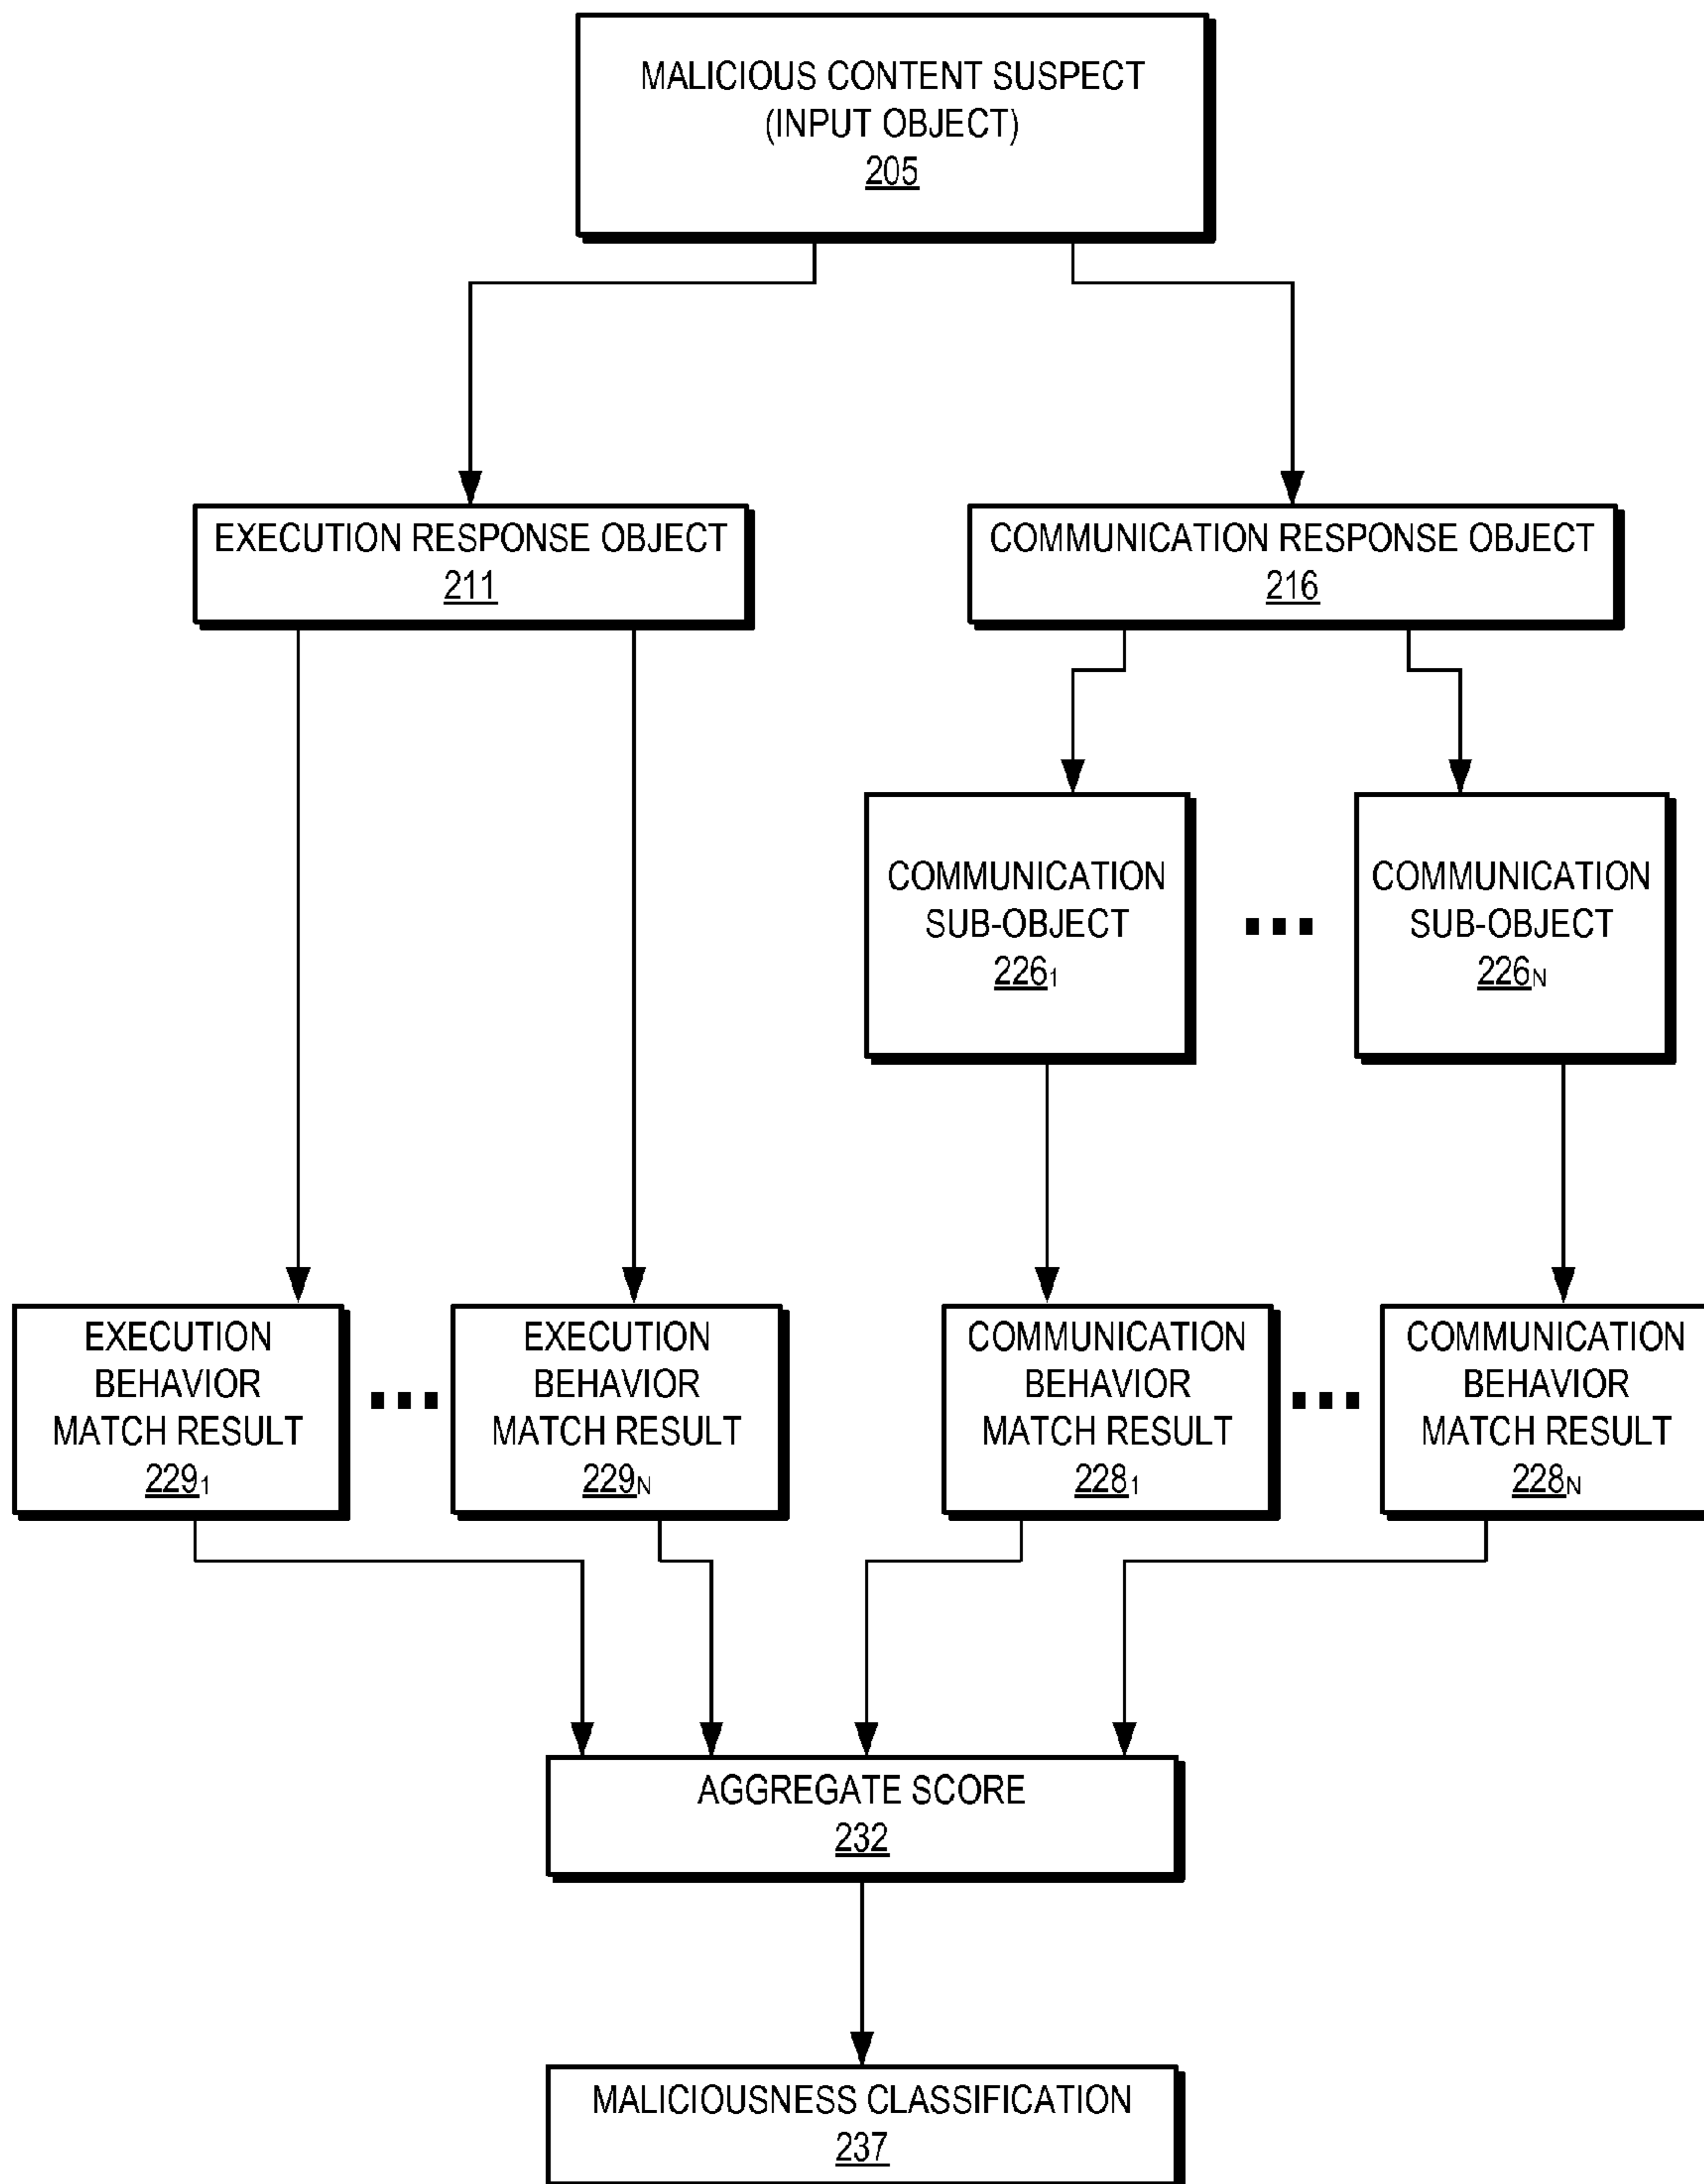 MALICIOUS CONTENT SUSPECT
(INPUT OBJECT)
205
EXECUTION RESPONSE OBJECT
211
COMMUNICATION RESPONSE OBJECT
216
COMMUNICATION
SUB-OBJECT
226₁
COMMUNICATION
SUB-OBJECT
226N
EXECUTION
BEHAVIOR
MATCH RESULT
229₁
EXECUTION
BEHAVIOR
MATCH RESULT
229N
COMMUNICATION
BEHAVIOR
MATCH RESULT
228₁
COMMUNICATION
BEHAVIOR
MATCH RESULT
228N
AGGREGATE SCORE
232
MALICIOUSNESS CLASSIFICATION
237